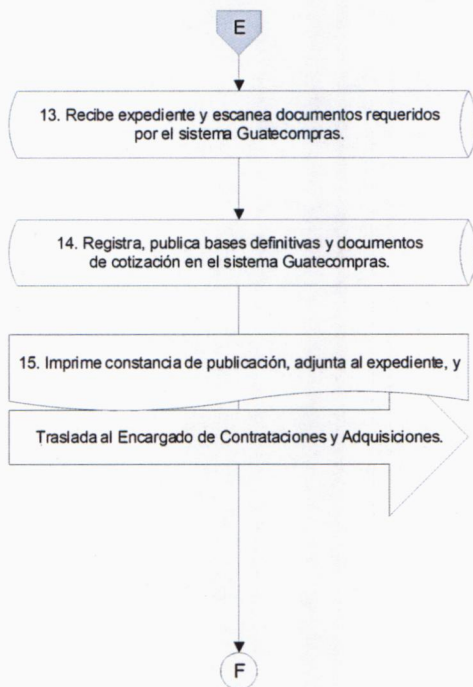 E
13. Recibe expediente y escanea documentos requeridos
por el sistema Guatecompras.
14. Registra, publica bases definitivas y documentos
de cotización en el sistema Guatecompras.
15. Imprime constancia de publicación, adjunta al expediente, y
Traslada al Encargado de Contrataciones y Adquisiciones.
F